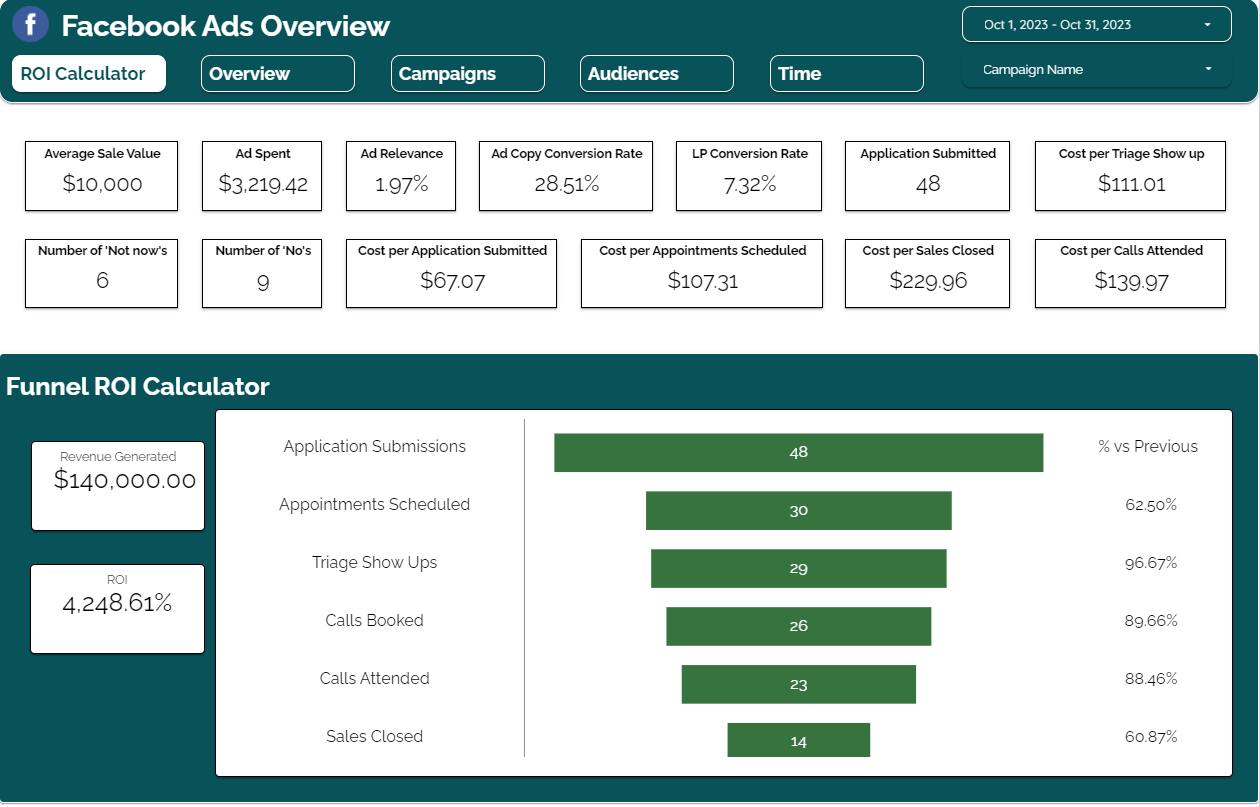 f Facebook Ads Overview
Oct 1, 2023 - Oct 31, 2023
ROI Calculator Overview Campaigns Audiences Time
Campaign Name
Average Sale Value Ad Spent Ad Relevance Ad Copy Conversion Rate LP Conversion Rate Application Submitted Cost per Triage Show up
$10,000 $3,219.42 1.97% 28.51% 7.32% 48 $111.01
Number of 'Not now's Number of 'No's Cost per Application Submitted Cost per Appointments Scheduled Cost per Sales Closed Cost per Calls Attended
6 9 $67.07 $107.31 $229.96 $139.97
Funnel ROI Calculator
Revenue Generated
$140,000.00
ROI
4,248.61%
Application Submissions 48 % vs Previous
Appointments Scheduled 30 62.50%
Triage Show Ups 29 96.67%
Calls Booked 26 89.66%
Calls Attended 23 88.46%
Sales Closed 14 60.87%